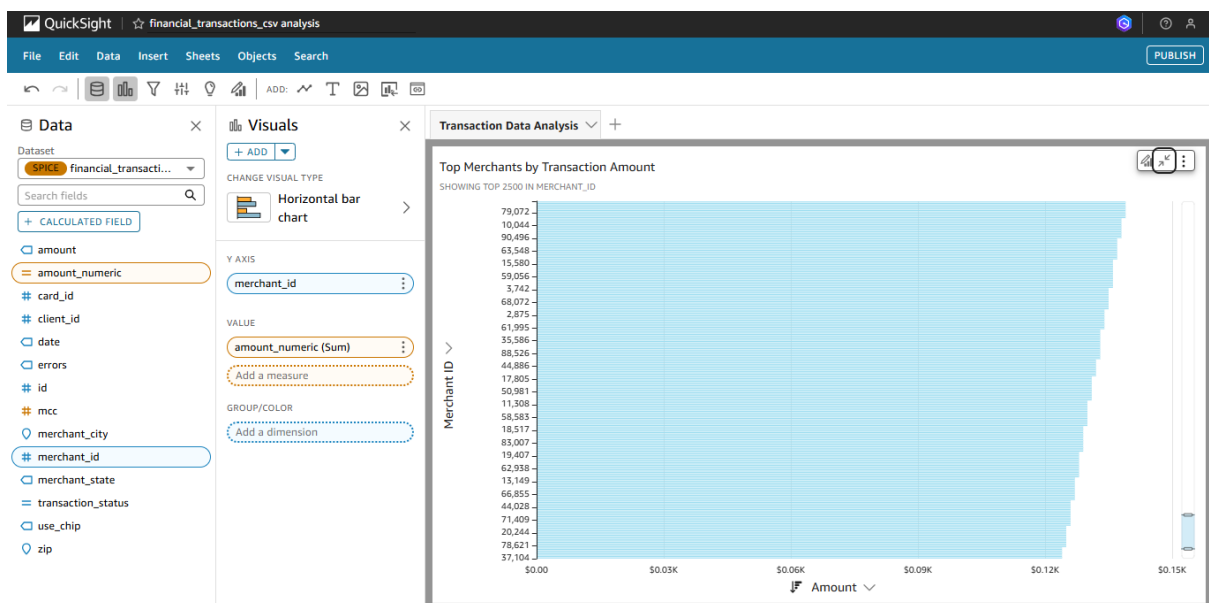 QuickSight
financial_transactions_csv analysis
File Edit Data Insert Sheets Objects Search
PUBLISH
ADD:
Data
Dataset
SPICE financial_transacti...
Search fields
+ CALCULATED FIELD
amount
amount_numeric
card_id
client_id
date
errors
id
mcc
merchant_city
merchant_id
merchant_state
transaction_status
use_chip
zip
Visuals
+ ADD
CHANGE VISUAL TYPE
Horizontal bar
chart
Y AXIS
merchant_id
VALUE
amount_numeric (Sum)
Add a measure
GROUP/COLOR
Add a dimension
Transaction Data Analysis
Top Merchants by Transaction Amount
SHOWING TOP 2500 IN MERCHANT_ID
Merchant ID
79,072
10,044
90,496
63,548
15,580
59,056
3,742
68,072
2,875
61,995
35,586
88,526
44,886
17,805
50,981
11,308
58,583
18,517
83,007
19,407
62,938
13,149
66,855
44,028
71,409
20,244
78,621
37,104
$0.00 $0.03K $0.06K $0.09K $0.12K $0.15K
Amount